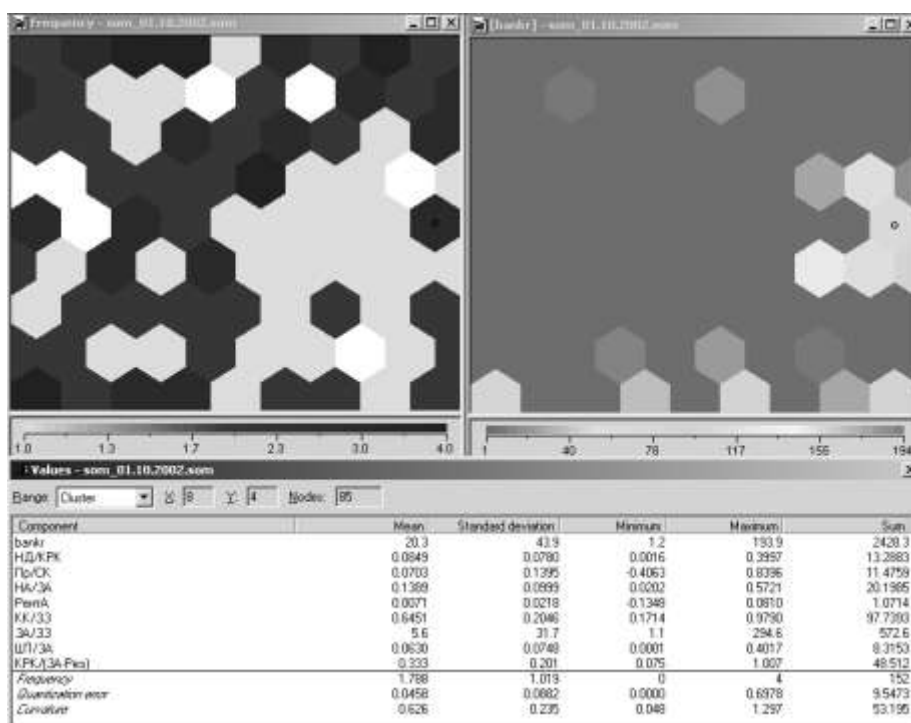 frequency - som_01.10.2002.som
[bankr] - som_01.10.2002.som
1.0 1.3 1.7 2.3 3.0 4.0
1 40 78 117 156 194
Values - som_01.10.2002.som
Range: Cluster X: 8 Y: 4 Nodes: 85
Component Mean Standard deviation Minimum Maximum Sum
bankr 20.3 43.9 1.2 193.9 2428.3
НД/КРК 0.0849 0.0780 0.0016 0.3997 13.2883
Пр/СК 0.0703 0.1395 -0.4063 0.8396 11.4759
НА/ЗА 0.1389 0.0999 0.0202 0.5721 20.1985
РентА 0.0071 0.0218 -0.1348 0.0810 1.0714
КК/ЗЗ 0.6451 0.2046 0.1714 0.9790 97.7393
ЗА/ЗЗ 5.6 31.7 1.1 294.6 572.6
ШП/ЗА 0.0630 0.0748 0.0001 0.4017 8.3153
КРК/(ЗА-Рез) 0.333 0.201 0.075 1.007 48.512
Frequency 1.788 1.019 0 4 152
Quantization error 0.0458 0.0882 0.0000 0.6978 9.5473
Curvature 0.626 0.235 0.048 1.297 53.195